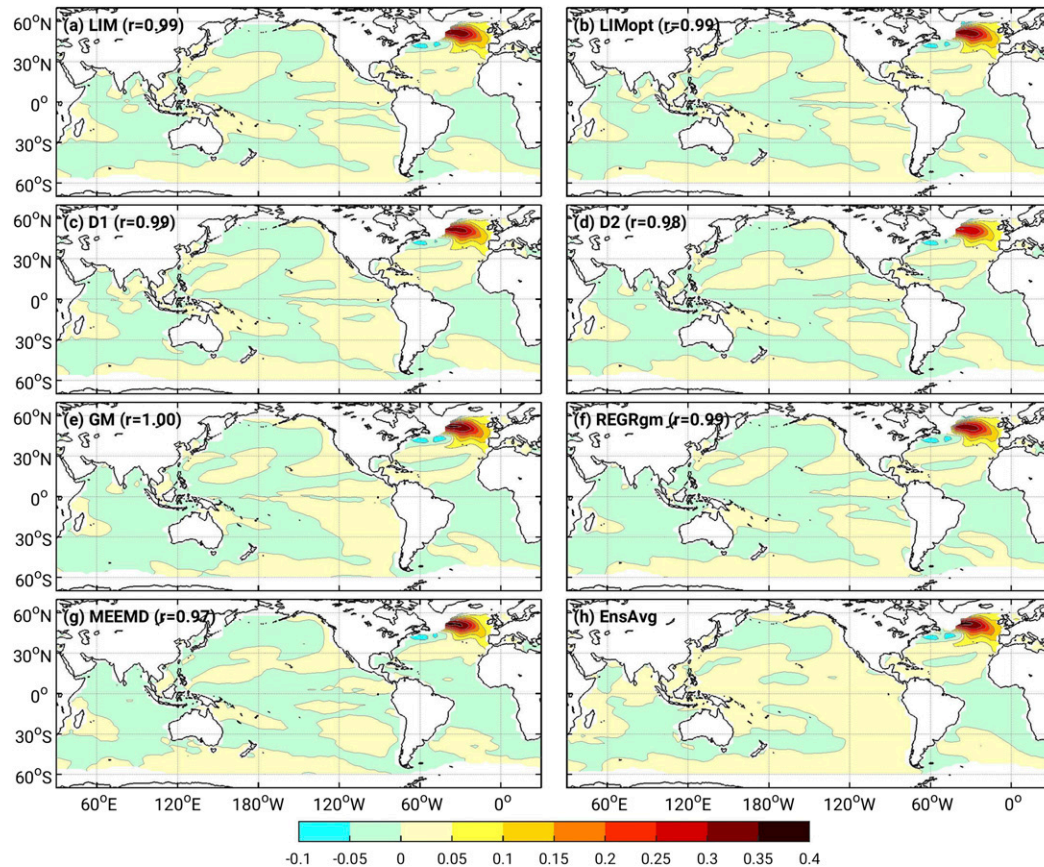 (a) LIM (r=0.99)
(b) LIMopt (r=0.99)
60°N
30°N
0°
30°S
60°S
(c) D1 (r=0.99)
(d) D2 (r=0.98)
60°N
30°N
0°
30°S
60°S
(e) GM (r=1.00)
(f) REGRgm (r=0.99)
60°N
30°N
0°
30°S
60°S
(g) MEEMD (r=0.97)
(h) EnsAvg
60°N
30°N
0°
30°S
60°S
60°E 120°E 180°W 120°W 60°W 0° 60°E 120°E 180°W 120°W 60°W 0°
-0.1 -0.05 0 0.05 0.1 0.15 0.2 0.25 0.3 0.35 0.4